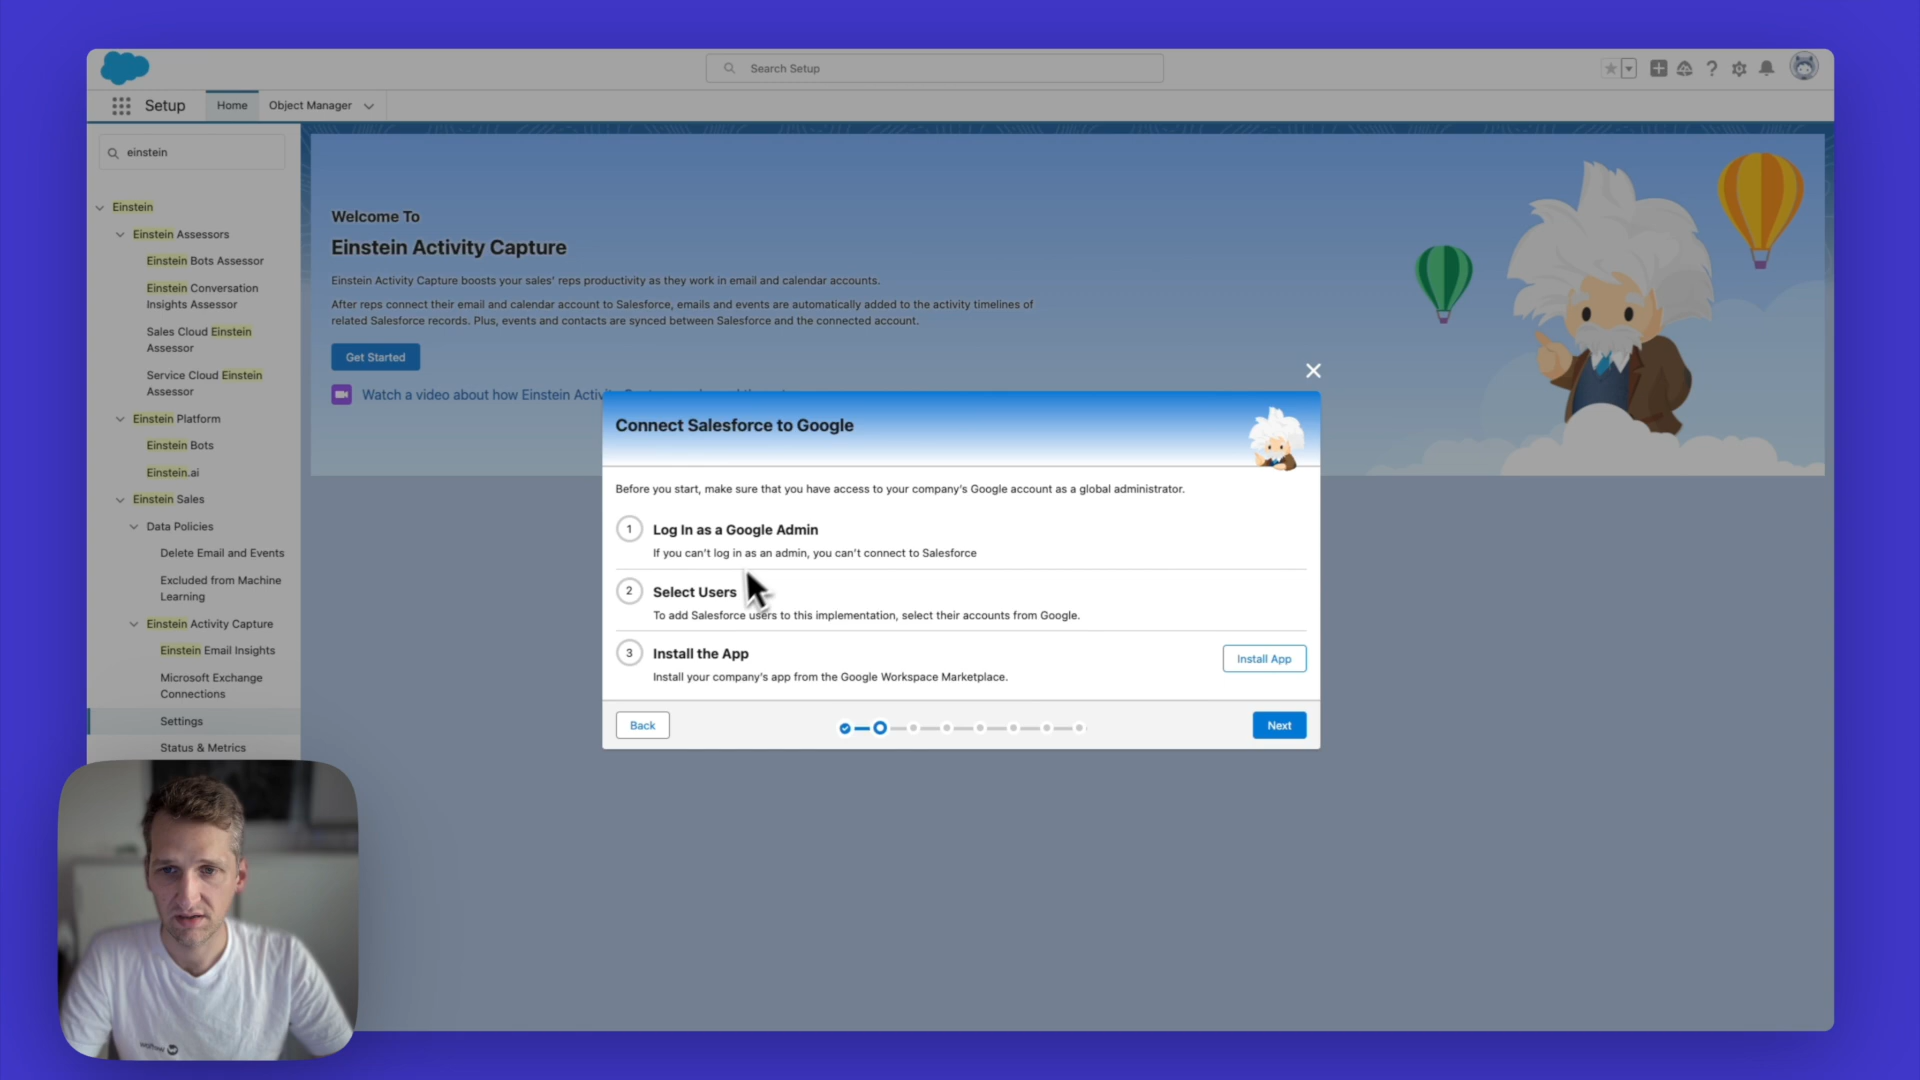 Search Setup
Setup
Home
Object Manager
einstein
Einstein
Einstein Assessors
Einstein Bots Assessor
Einstein Conversation
Insights Assessor
Sales Cloud Einstein
Assessor
Service Cloud Einstein
Assessor
Einstein Platform
Einstein Bots
Einstein.ai
Einstein Sales
Data Policies
Delete Email and Events
Excluded from Machine
Learning
Einstein Activity Capture
Einstein Email Insights
Microsoft Exchange
Connections
Settings
Status & Metrics
Welcome To
Einstein Activity Capture
Einstein Activity Capture boosts your sales' reps productivity as they work in email and calendar accounts.
After reps connect their email and calendar account to Salesforce, emails and events are automatically added to the activity timelines of
related Salesforce records. Plus, events and contacts are synced between Salesforce and the connected account.
Get Started
Watch a video about how Einstein
Connect Salesforce to Google
Before you start, make sure that you have access to your company's Google account as a global administrator.
1
Log In as a Google Admin
If you can't log in as an admin, you can't connect to Salesforce
2
Select Users
To add Salesforce users to this implementation, select their accounts from Google.
3
Install the App
Install your company's app from the Google Workspace Marketplace.
Install App
Back
Next